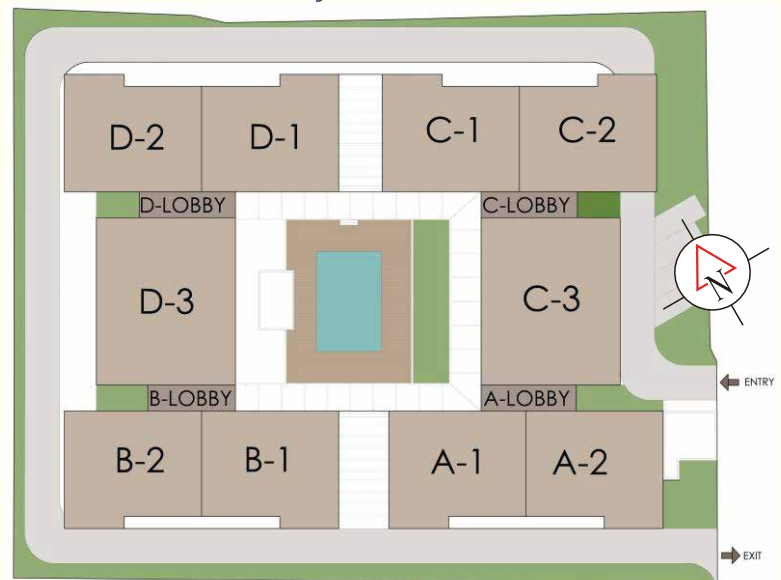 D-2
D-1
C-1
C-2
D-LOBBY
C-LOBBY
D-3
C-3
N
ENTRY
B-LOBBY
A-LOBBY
B-2
B-1
A-1
A-2
EXIT